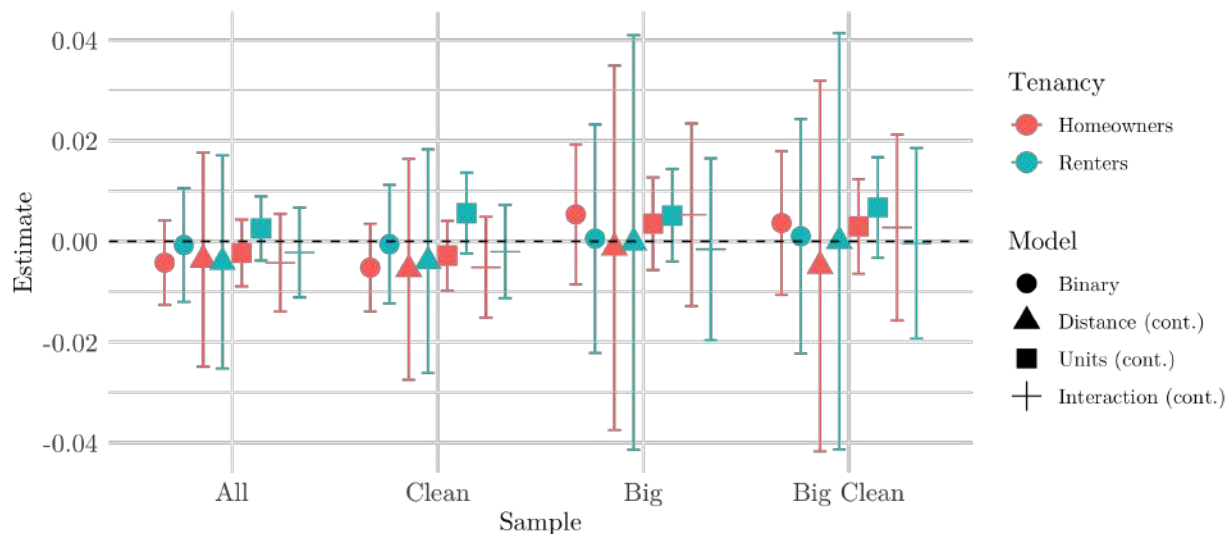 0.04
0.02
0.00
-0.02
-0.04
Estimate
All
Clean
Big
Big Clean
Sample
Tenancy
Homeowners
Renters
Model
Binary
Distance (cont.)
Units (cont.)
Interaction (cont.)